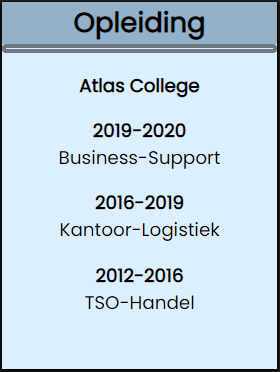 Opleiding
Atlas College
2019-2020
Business-Support
2016-2019
Kantoor-Logistiek
2012-2016
TSO-Handel